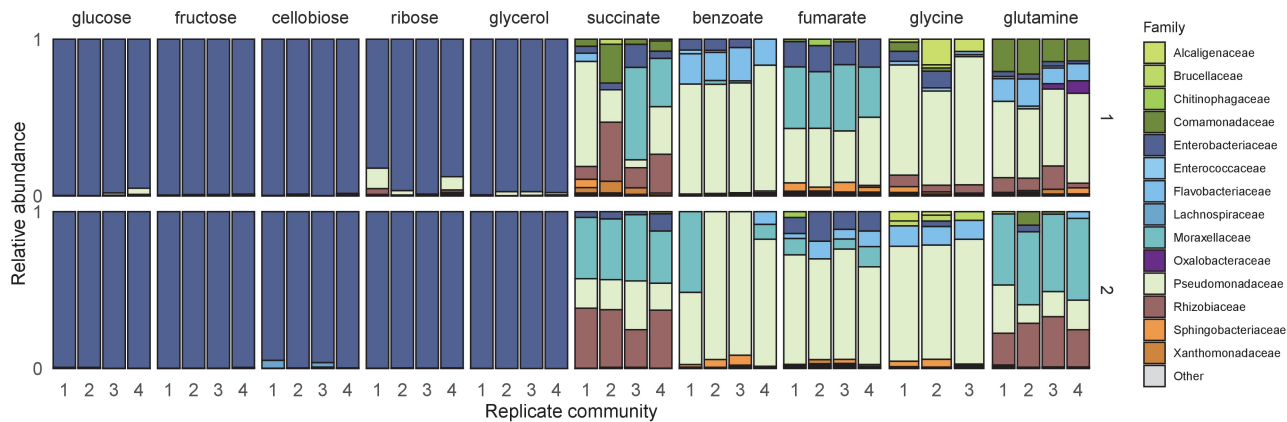 glucose fructose cellobiose ribose glycerol succinate benzoate fumarate glycine glutamine
Family
Alcaligenaceae
Brucellaceae
Chitinophagaceae
Comamonadaceae
Enterobacteriaceae
Enterococcaceae
Flavobacteriaceae
Lachnospiraceae
Moraxellaceae
Oxalobacteraceae
Pseudomonadaceae
Rhizobiaceae
Sphingobacteriaceae
Xanthomonadaceae
Other
Relative abundance
1
0
1
1
0
2
1 2 3 4 1 2 3 4 1 2 3 4 1 2 3 4 1 2 3 4 1 2 3 4 1 2 3 4 1 2 3 4 1 2 3 1 2 3 4
Replicate community